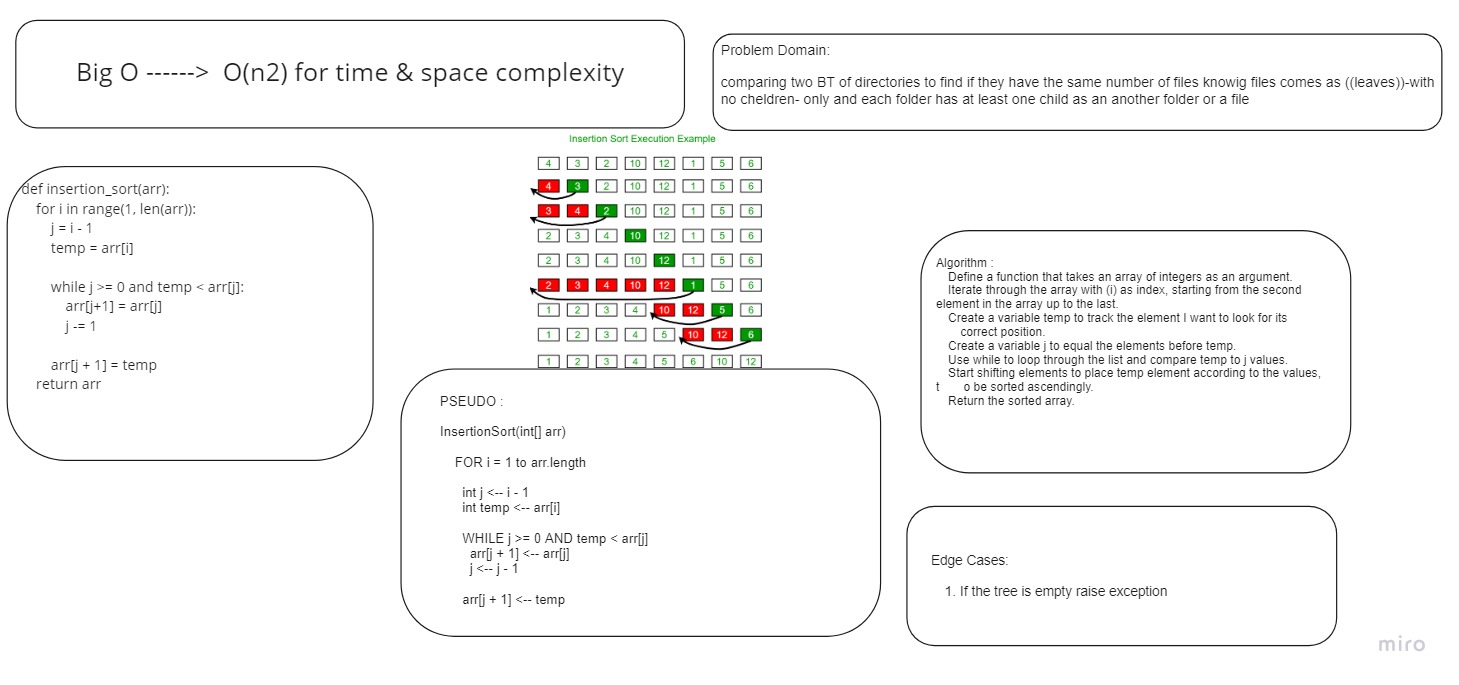 Big O ------> O(n2) for time & space complexity
Problem Domain:
comparing two BT of directories to find if they have the same number of files knowig files comes as ((leaves))-with
no cheldren- only and each folder has at least one child as an another folder or a file
Insertion Sort Execution Example
4 3 2 10 12 1 5 6
4 3 2 10 12 1 5 6
3 4 2 10 12 1 5 6
2 3 4 10 12 1 5 6
2 3 4 10 12 1 5 6
2 3 4 10 12 1 5 6
1 2 3 4 10 12 5 6
1 2 3 4 5 10 12 6
1 2 3 4 5 6 10 12
def insertion_sort(arr):
for i in range(1, len(arr)):
j = i - 1
temp = arr[i]
while j >= 0 and temp < arr[j]:
arr[j+1] = arr[j]
j -= 1
arr[j + 1] = temp
return arr
Algorithm :
Define a function that takes an array of integers as an argument.
Iterate through the array with (i) as index, starting from the second
element in the array up to the last.
Create a variable temp to track the element I want to look for its
correct position.
Create a variable j to equal the elements before temp.
Use while to loop through the list and compare temp to j values.
Start shifting elements to place temp element according to the values,
t o be sorted ascendingly.
Return the sorted array.
PSEUDO :
InsertionSort(int[] arr)
FOR i = 1 to arr.length
int j <-- i - 1
int temp <-- arr[i]
WHILE j >= 0 AND temp < arr[j]
arr[j + 1] <-- arr[j]
j <-- j - 1
arr[j + 1] <-- temp
Edge Cases:
1. If the tree is empty raise exception
miro